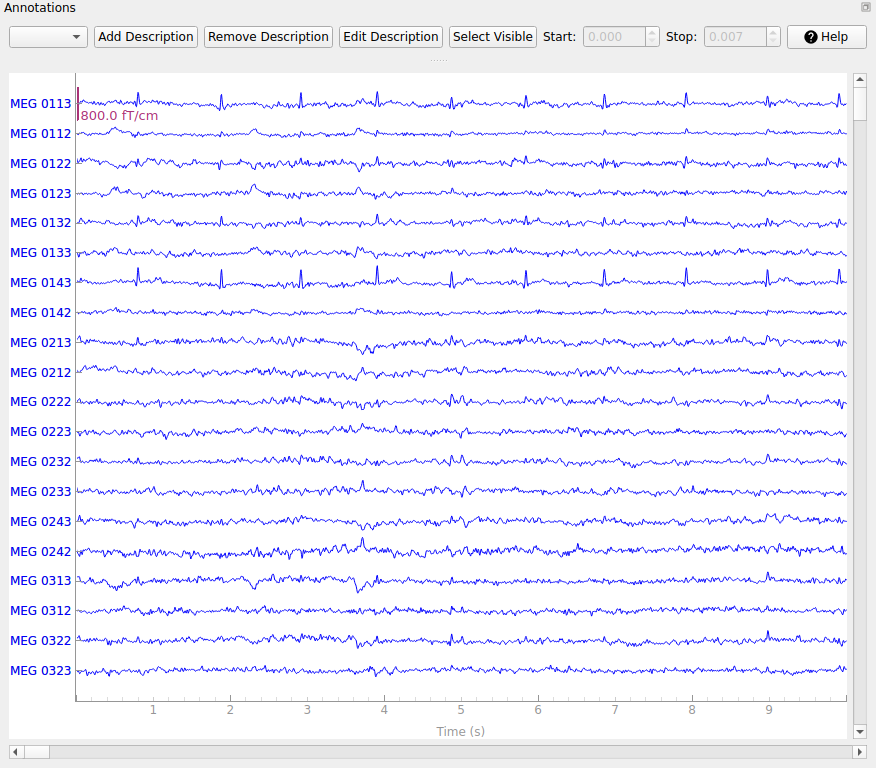 Annotations
Add Description Remove Description Edit Description Select Visible Start: 0.000 Stop: 0.007 Help
MEG 0113
800.0 fT/cm
MEG 0112
MEG 0122
MEG 0123
MEG 0132
MEG 0133
MEG 0143
MEG 0142
MEG 0213
MEG 0212
MEG 0222
MEG 0223
MEG 0232
MEG 0233
MEG 0243
MEG 0242
MEG 0313
MEG 0312
MEG 0322
MEG 0323
1 2 3 4 5 6 7 8 9
Time (s)